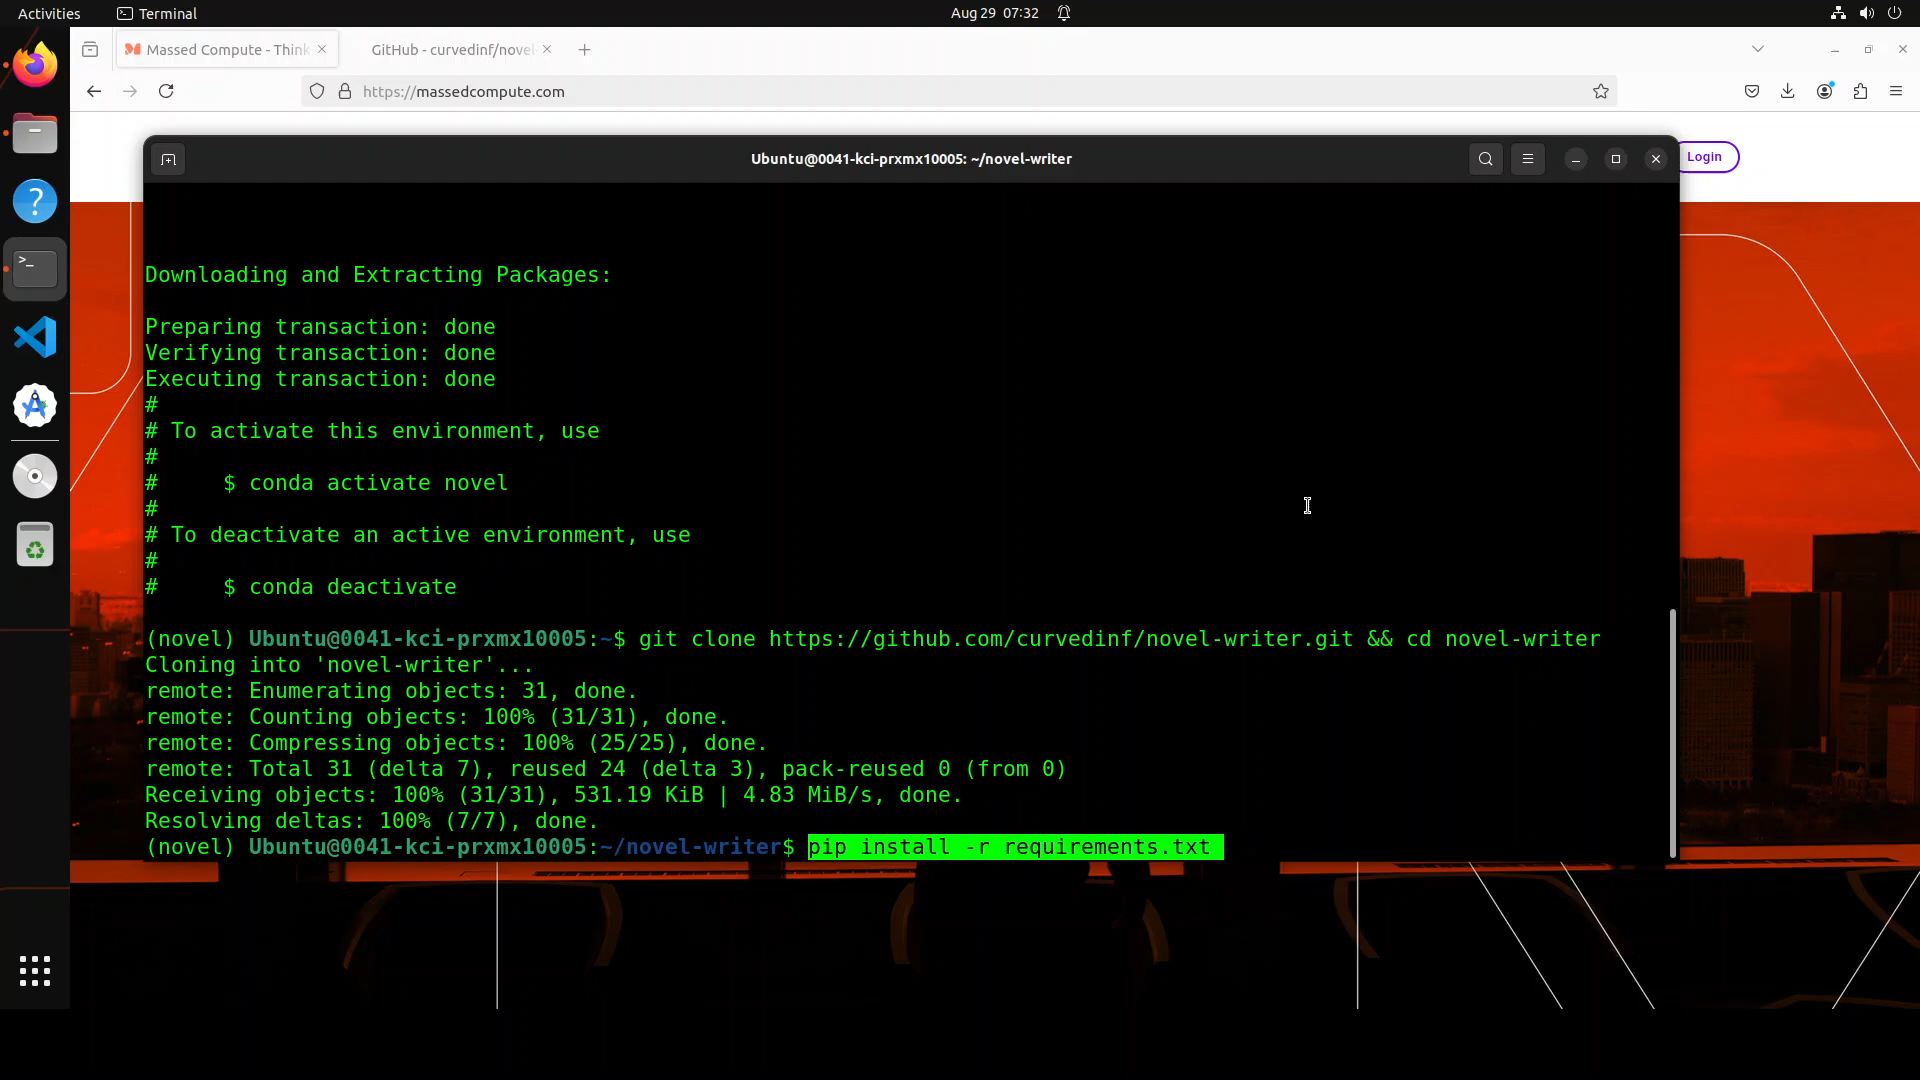 Activities
Terminal
Aug 29 07:32
Massed Compute - Think
GitHub - curvedinf/novel-
https://massedcompute.com
Login
Ubuntu@0041-kci-prxmx10005: ~/novel-writer
Downloading and Extracting Packages:
Preparing transaction: done
Verifying transaction: done
Executing transaction: done
#
# To activate this environment, use
#
#     $ conda activate novel
#
# To deactivate an active environment, use
#
#     $ conda deactivate
(novel) Ubuntu@0041-kci-prxmx10005:~$ git clone https://github.com/curvedinf/novel-writer.git && cd novel-writer
Cloning into 'novel-writer'...
remote: Enumerating objects: 31, done.
remote: Counting objects: 100% (31/31), done.
remote: Compressing objects: 100% (25/25), done.
remote: Total 31 (delta 7), reused 24 (delta 3), pack-reused 0 (from 0)
Receiving objects: 100% (31/31), 531.19 KiB | 4.83 MiB/s, done.
Resolving deltas: 100% (7/7), done.
(novel) Ubuntu@0041-kci-prxmx10005:~/novel-writer$ pip install -r requirements.txt